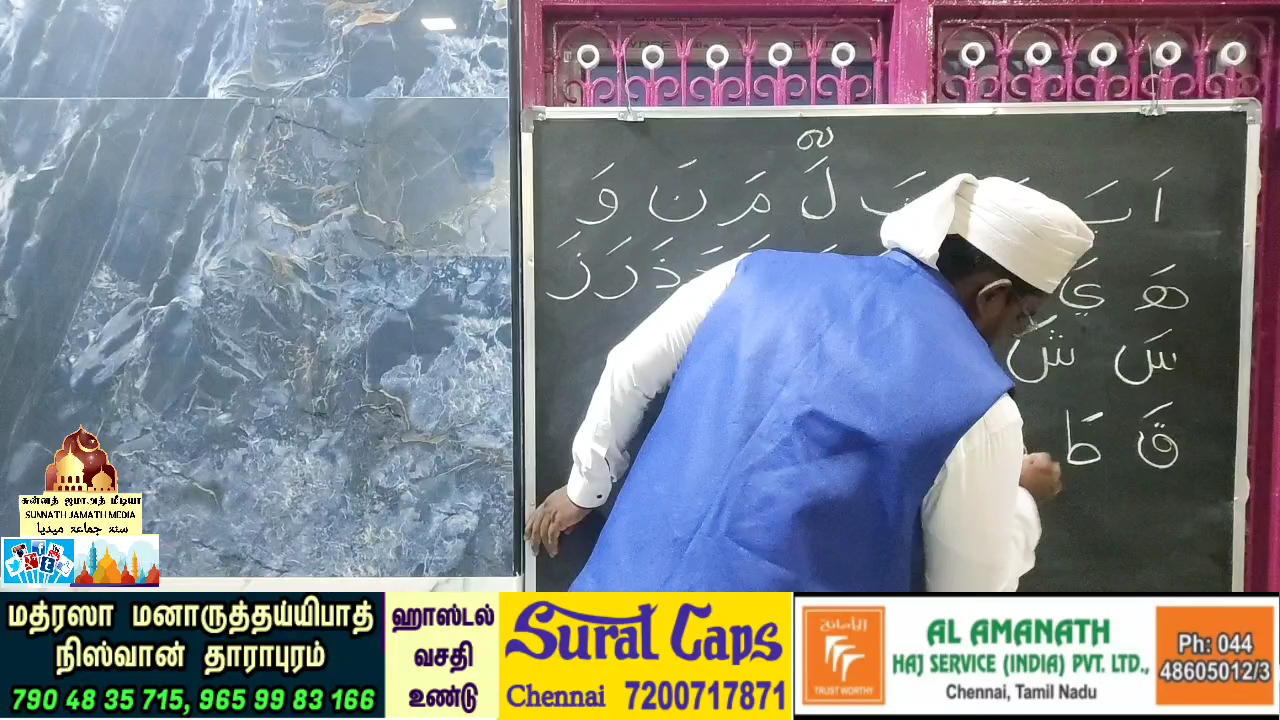 اَ بَ لَ مَ نَ وَ
هَ يَ دَ ذَ رَ زَ
سَ شَ
قَ طَ
சுன்னத் ஜமாஅத் மீடியா
SUNNATH JAMATH MEDIA
سنة جماعة ميديا
மத்ரஸா மனாருத்தய்யிபாத்
நிஸ்வான் தாராபுரம்
790 48 35 715, 965 99 83 166
ஹாஸ்டல்
வசதி
உண்டு
Sural Caps
Chennai 7200717871
TRUST WORTHY
AL AMANATH
HAJ SERVICE (INDIA) PVT. LTD.,
Chennai, Tamil Nadu
Ph: 044
48605012/3